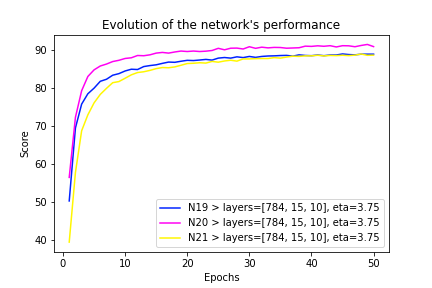 Evolution of the network's performance
90
80
70
60
50
40
Score
N19 > layers=[784, 15, 10], eta=3.75
N20 > layers=[784, 15, 10], eta=3.75
N21 > layers=[784, 15, 10], eta=3.75
0 10 20 30 40 50
Epochs